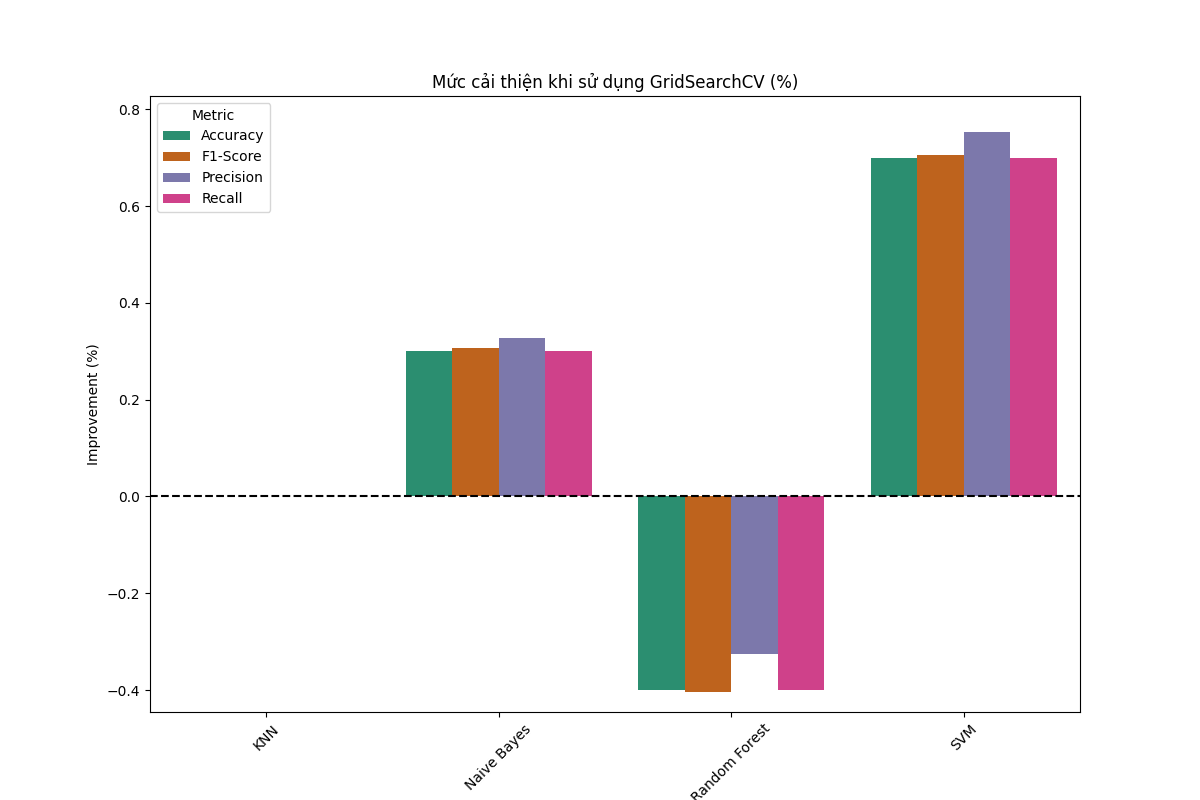 Mức cải thiện khi sử dụng GridSearchCV (%)
Metric
Accuracy
F1-Score
Precision
Recall
Improvement (%)
0.8
0.6
0.4
0.2
0.0
−0.2
−0.4
KNN
Naive Bayes
Random Forest
SVM